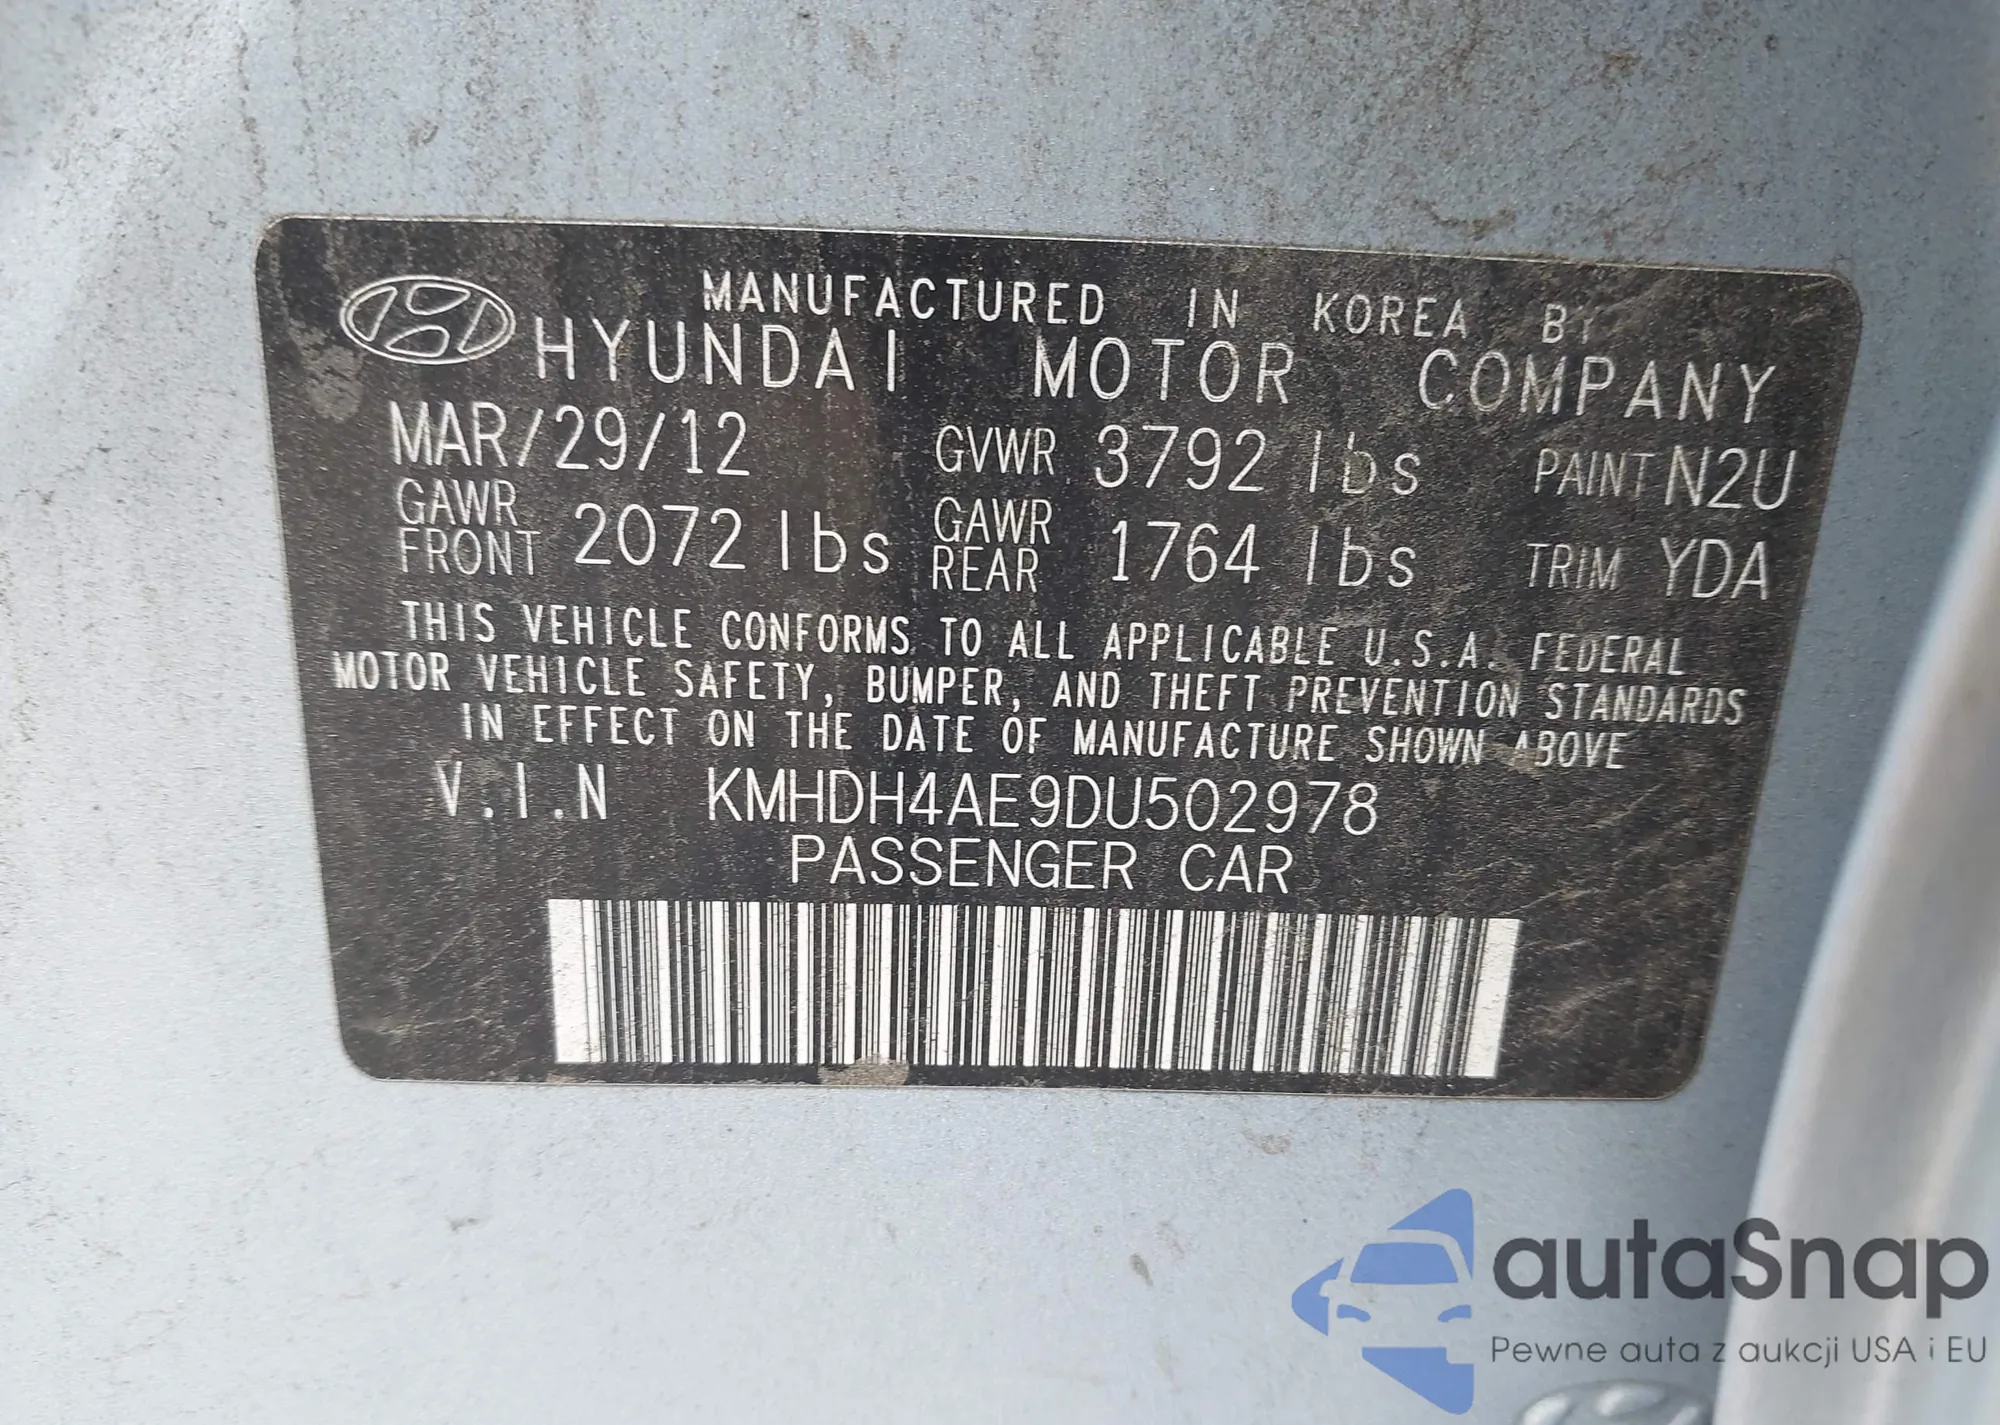 MANUFACTURED IN KOREA BY
HYUNDAI MOTOR COMPANY
MAR/29/12 GVWR 3792 lbs PAINT N2U
GAWR FRONT 2072 lbs GAWR REAR 1764 lbs TRIM YDA
THIS VEHICLE CONFORMS TO ALL APPLICABLE U.S.A. FEDERAL
MOTOR VEHICLE SAFETY, BUMPER, AND THEFT PREVENTION STANDARDS
IN EFFECT ON THE DATE OF MANUFACTURE SHOWN ABOVE
V.I.N KMHDH4AE9DU502978
PASSENGER CAR
autaSnap
Pewne auta z aukcji USA i EU